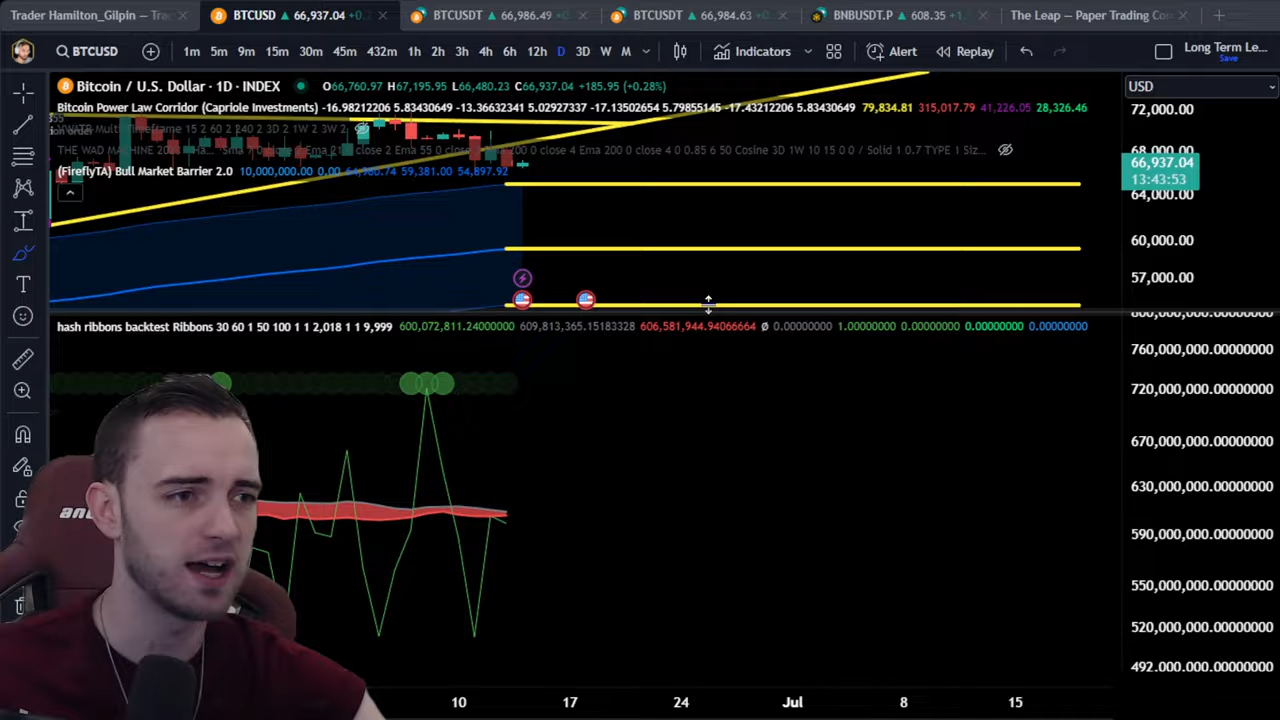 Trader Hamilton_Gilpin — Tra
BTCUSD 66,937.04 +0.
BTCUSDT 66,986.49 +0
BTCUSDT 66,984.63 +0
BNBUSDT.P 608.35 +1.
The Leap — Paper Trading Co
BTCUSD 1m 5m 9m 15m 30m 45m 432m 1h 2h 3h 4h 6h 12h D 3D W M Indicators Alert Replay Long Term Le...
Save
Bitcoin / U.S. Dollar · 1D · INDEX O66,760.97 H67,195.95 L66,480.23 C66,937.04 +185.95 (+0.28%)
USD
Bitcoin Power Law Corridor (Capriole Investments) -16.98212206 5.83430649 -13.36632341 5.02927337 -17.13502654 5.79855145 -17.43212206 5.83430649 79,834.81 315,017.79 41,226.05 28,326.46
72,000.00
68,000.00
66,937.04
13:43:53
64,000.00
60,000.00
57,000.00
(FireflyTA) Bull Market Barrier 2.0 10,000,000.00 0.00 59,381.00 54,897.92
hash ribbons backtest Ribbons 30 60 1 50 100 1 1 2,018 1 1 9,999 600,072,811.24000000 609,813,365.15183328 606,581,944.94066664 Ø 0.00000000 1.00000000 0.00000000 0.00000000 0.00000000
760,000,000.00000000
720,000,000.00000000
670,000,000.00000000
630,000,000.00000000
590,000,000.00000000
550,000,000.00000000
520,000,000.00000000
492,000,000.00000000
10 17 24 Jul 8 15